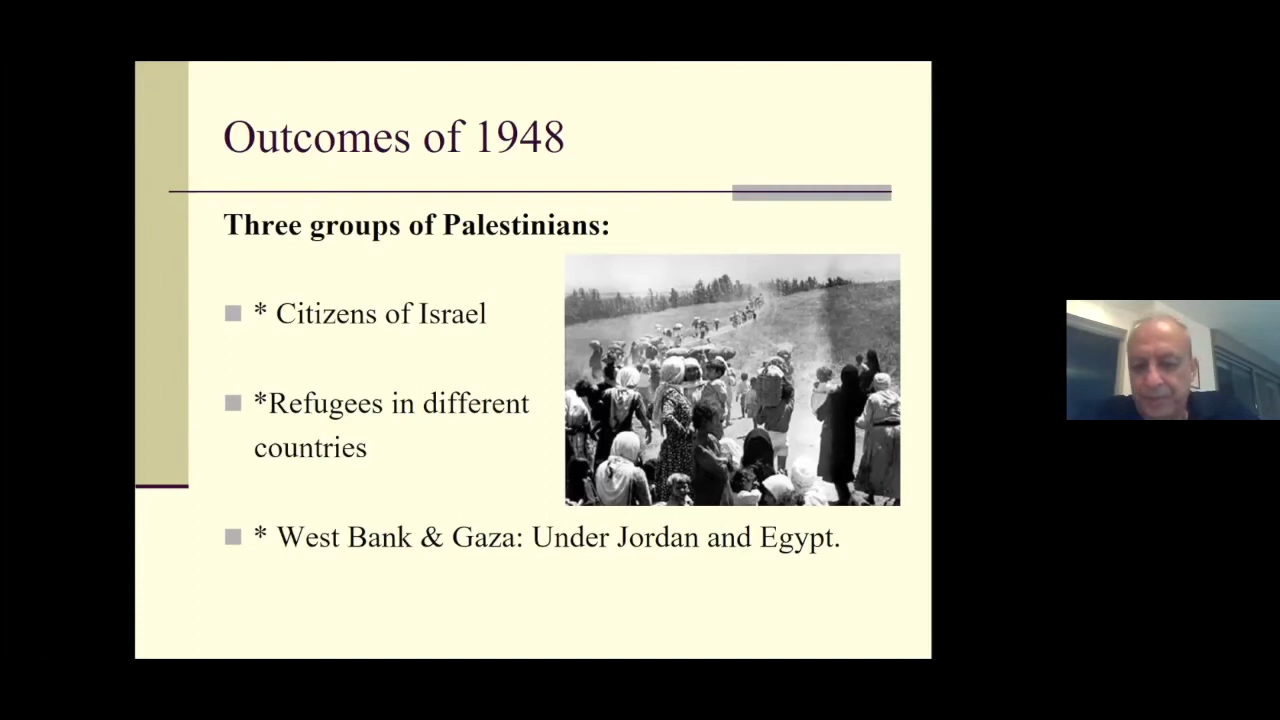 Outcomes of 1948
Three groups of Palestinians:
* Citizens of Israel
*Refugees in different
countries
* West Bank & Gaza: Under Jordan and Egypt.